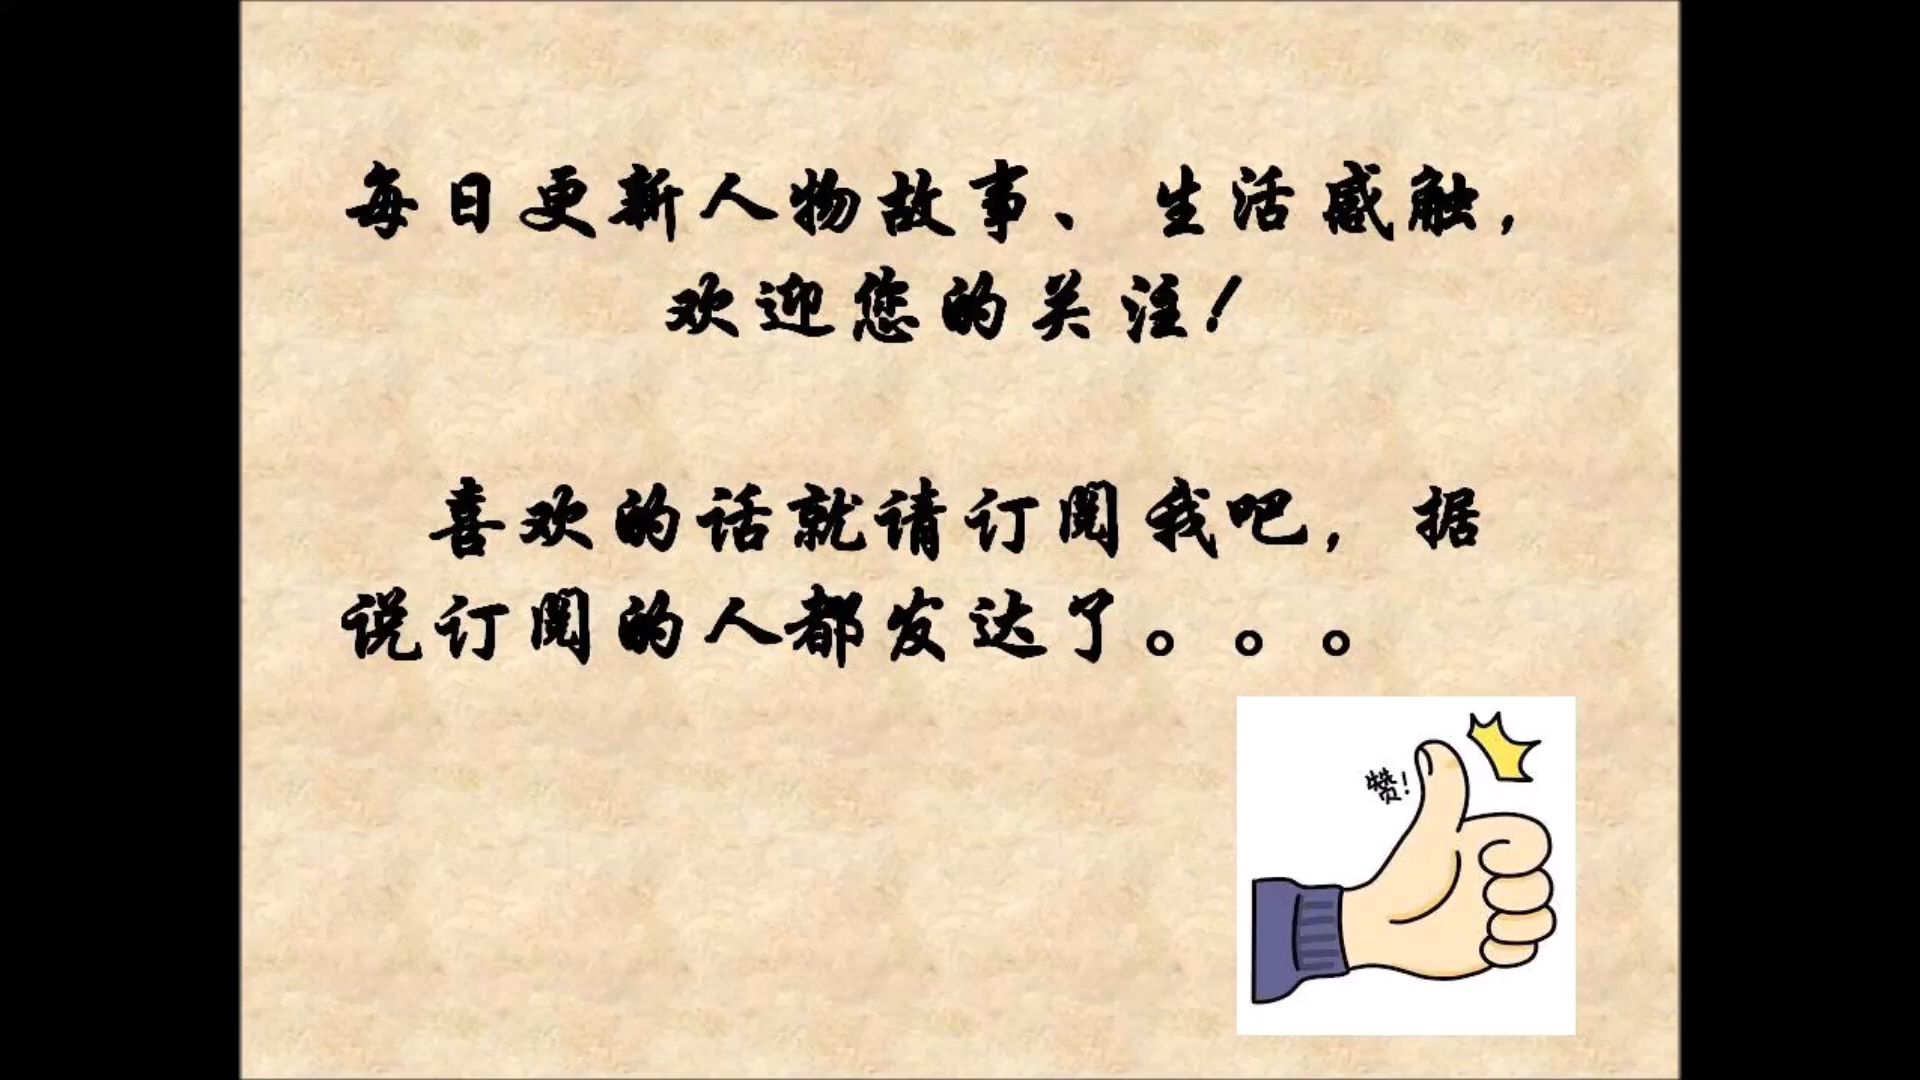 每日更新人物故事、生活感触，
欢迎您的关注！
喜欢的话就请订阅我吧，据
说订阅的人都发达了。。。
赞！